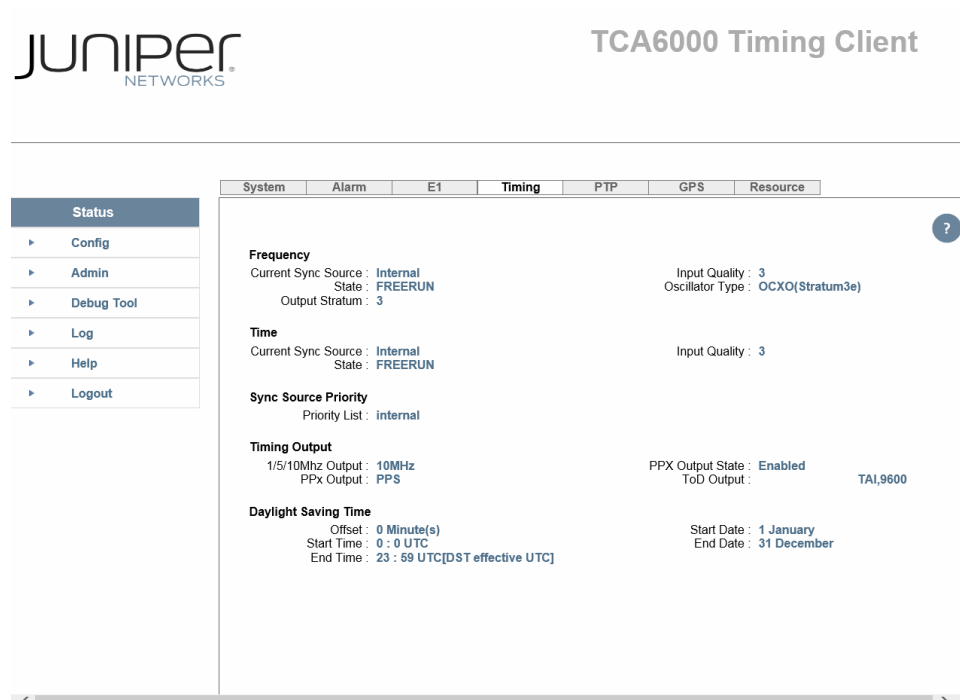 JUNIPER
NETWORKS
TCA6000 Timing Client
System Alarm E1 Timing PTP GPS Resource
Status
Config
Admin
Debug Tool
Log
Help
Logout
?
Frequency
Current Sync Source : Internal Input Quality : 3
State : FREERUN Oscillator Type : OCXO(Stratum3e)
Output Stratum : 3
Time
Current Sync Source : Internal Input Quality : 3
State : FREERUN
Sync Source Priority
Priority List : internal
Timing Output
1/5/10Mhz Output : 10MHz PPX Output State : Enabled
PPx Output : PPS ToD Output : TAI,9600
Daylight Saving Time
Offset : 0 Minute(s) Start Date : 1 January
Start Time : 0 : 0 UTC End Date : 31 December
End Time : 23 : 59 UTC[DST effective UTC]